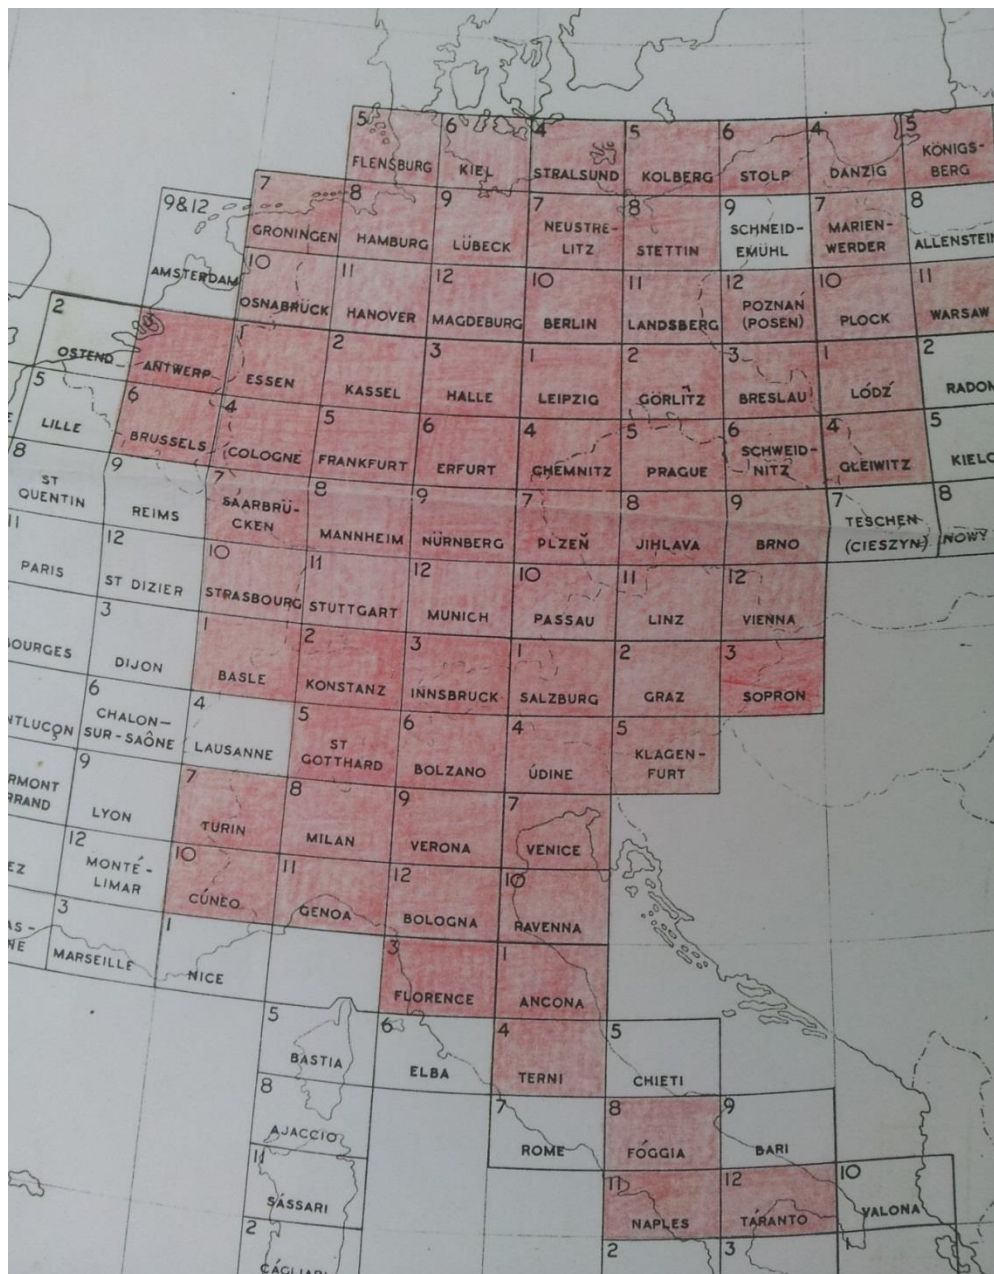 5
FLENSBURG
6
KIEL
4
STRALSUND
5
KOLBERG
6
STOLP
4
DANZIG
5
KÖNIGS-
BERG
9&12
AMSTERDAM
7
GRONINGEN
8
HAMBURG
9
LÜBECK
7
NEUSTRE-
LITZ
8
STETTIN
9
SCHNEID-
EMÜHL
7
MARIEN-
WERDER
8
ALLENSTEIN
10
OSNABRÜCK
11
HANOVER
12
MAGDEBURG
10
BERLIN
11
LANDSBERG
12
POZNAŃ
(POSEN)
10
PLOCK
11
WARSAW
2
OSTEND
ANTWERP
1
ESSEN
2
KASSEL
3
HALLE
1
LEIPZIG
2
GÖRLITZ
3
BRESLAU
1
LÓDŹ
2
RADOM
5
LILLE
6
BRUSSELS
4
COLOGNE
5
FRANKFURT
6
ERFURT
4
CHEMNITZ
5
PRAGUE
6
SCHWEID-
NITZ
4
GLEIWITZ
5
KIELC
8
ST
QUENTIN
9
REIMS
7
SAARBRÜ-
CKEN
8
MANNHEIM
9
NÜRNBERG
7
PLZEŇ
8
JIHLAVA
9
BRNO
7
TESCHEN
(CIESZYN)
8
NOWY
11
PARIS
12
ST DIZIER
10
STRASBOURG
11
STUTTGART
12
MUNICH
10
PASSAU
11
LINZ
12
VIENNA
OURGES
3
DIJON
1
BASLE
2
KONSTANZ
3
INNSBRUCK
1
SALZBURG
2
GRAZ
3
SOPRON
NTLUÇON
6
CHALON-
SUR-SAÔNE
4
LAUSANNE
5
ST
GOTTHARD
6
BOLZANO
4
ÚDINE
5
KLAGEN-
FURT
RMONT
RRAND
9
LYON
7
TURIN
8
MILAN
9
VERONA
7
VENICE
EZ
12
MONTÉ-
LIMAR
10
CÚNEO
11
GENOA
12
BOLOGNA
10
RAVENNA
AS-
NE
3
MARSEILLE
1
NICE
3
FLORENCE
1
ANCONA
5
BASTIA
6
ELBA
4
TERNI
5
CHIETI
8
AJACCIO
7
ROME
8
FÓGGIA
9
BARI
11
SÁSSARI
11
NAPLES
12
TÁRANTO
10
VALONA
2
CÁGLIARI
2
3
1